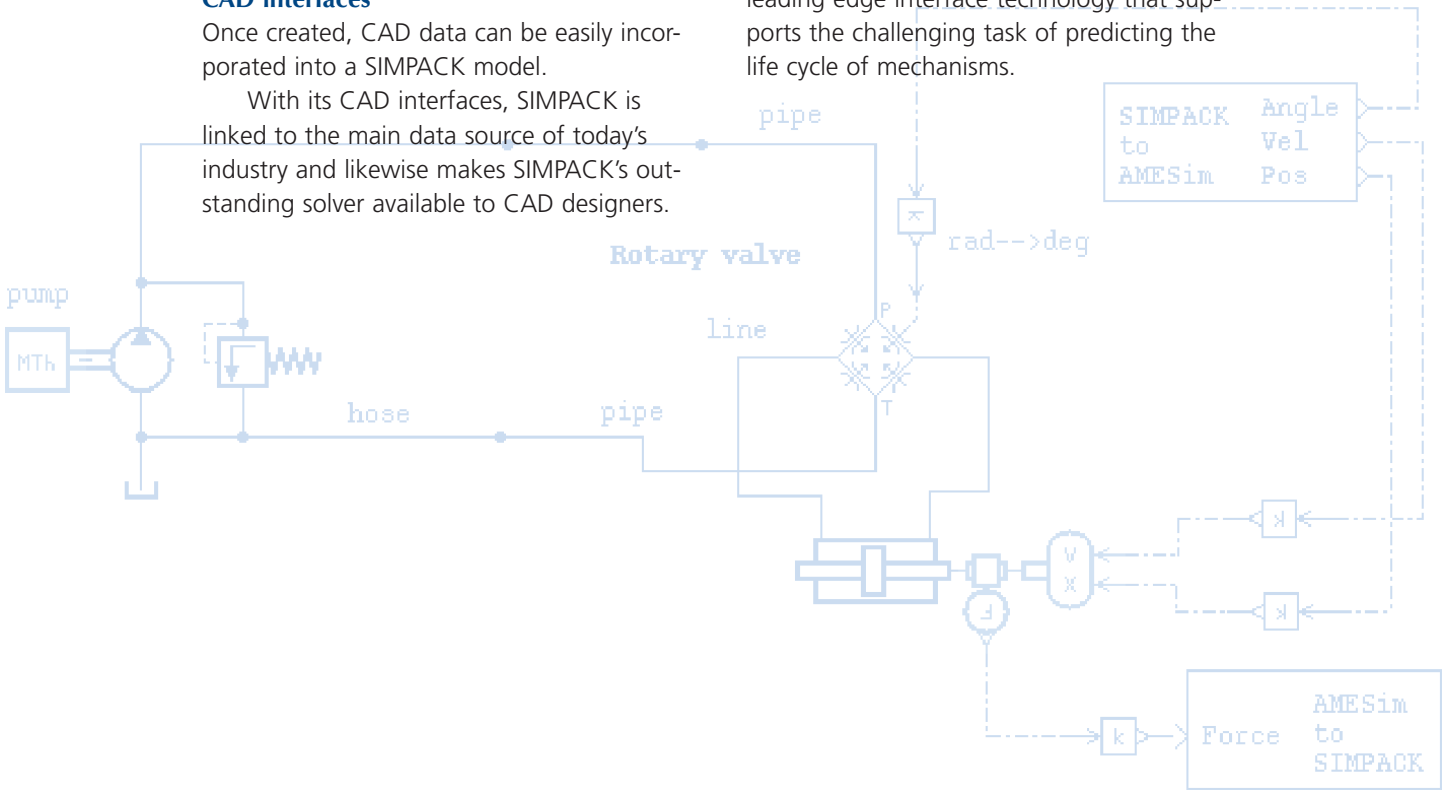 CAD Interfaces
Once created, CAD data can be easily incor-
porated into a SIMPACK model.
With its CAD interfaces, SIMPACK is
linked to the main data source of today's
industry and likewise makes SIMPACK's out-
standing solver available to CAD designers.
leading edge interface technology that sup-
ports the challenging task of predicting the
life cycle of mechanisms.
pipe
SIMPACK
to
AMESim
Angle
Vel
Pos
K
rad-->deg
Rotary valve
pump
MTh
line
P
T
hose
pipe
K
V
X
K
F
k
Force
AMESim
to
SIMPACK